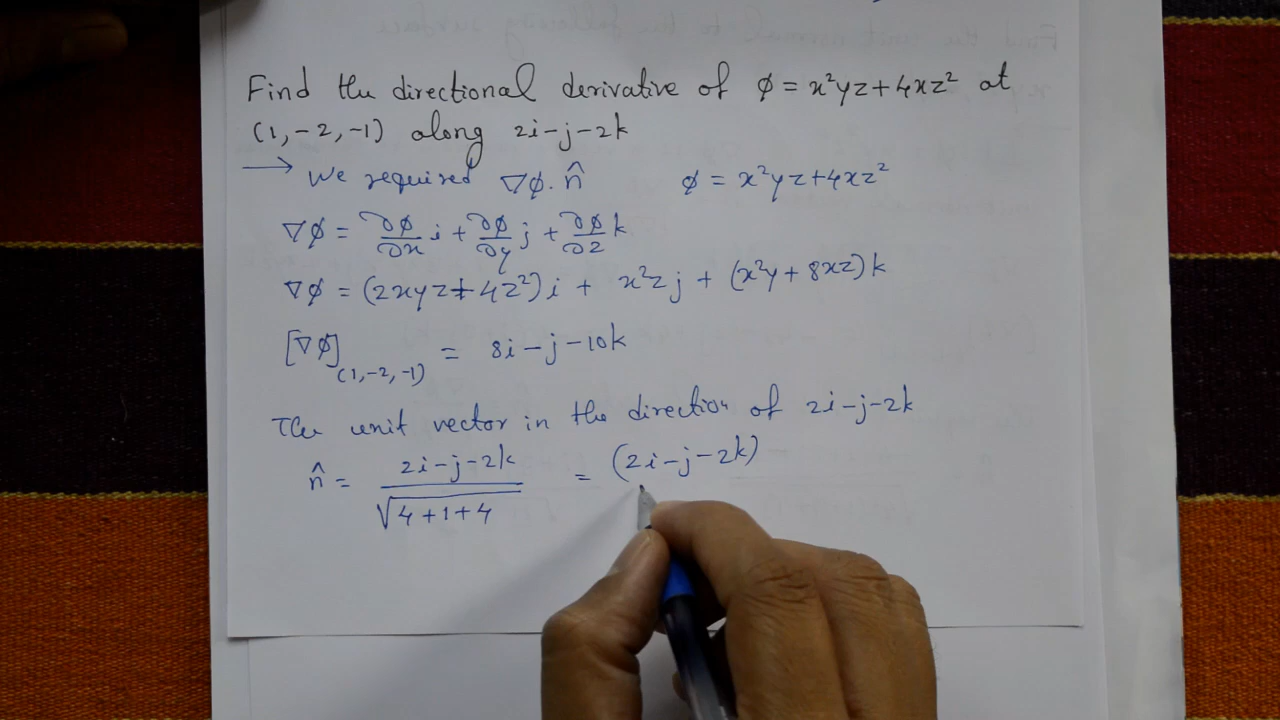 Find the directional derivative of φ = x²yz+4xz² at
(1,-2,-1) along 2i-j-2k
→ We required ∇φ.n̂ φ = x²yz+4xz²
∇φ = ∂φ/∂x i + ∂φ/∂y j + ∂φ/∂z k
∇φ = (2xyz+4z²)i + x²zj + (x²y+8xz)k
[∇φ](1,-2,-1) = 8i-j-10k
The unit vector in the direction of 2i-j-2k
n̂ = 2i-j-2k/√4+1+4 = (2i-j-2k)